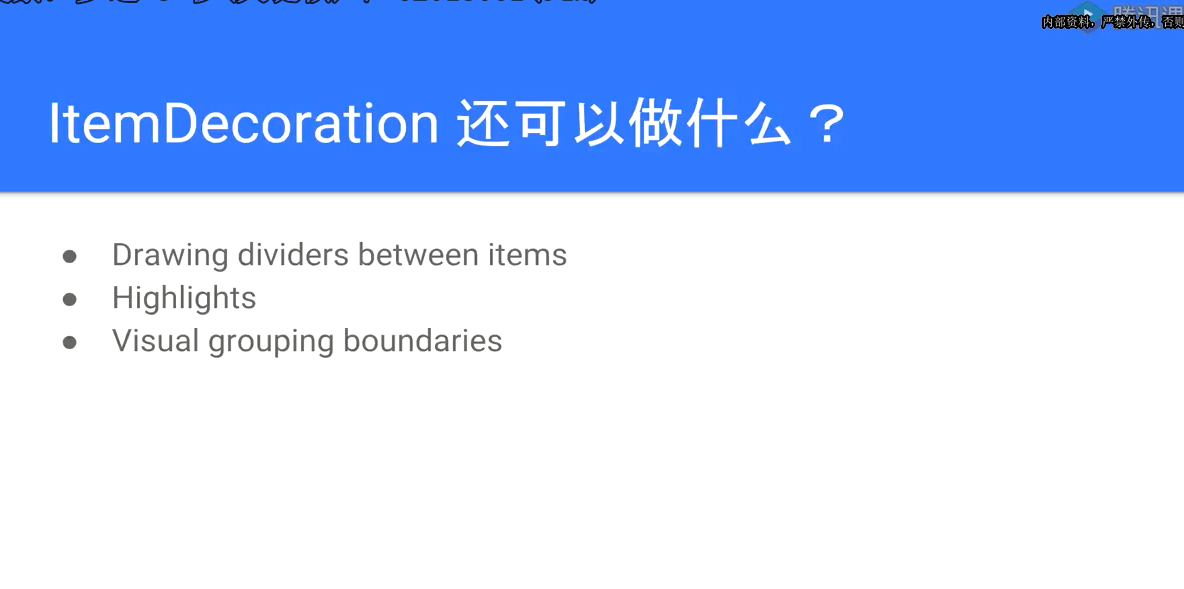 腾讯课
内部资料，严禁外传，否则
ItemDecoration 还可以做什么？
● Drawing dividers between items
● Highlights
● Visual grouping boundaries